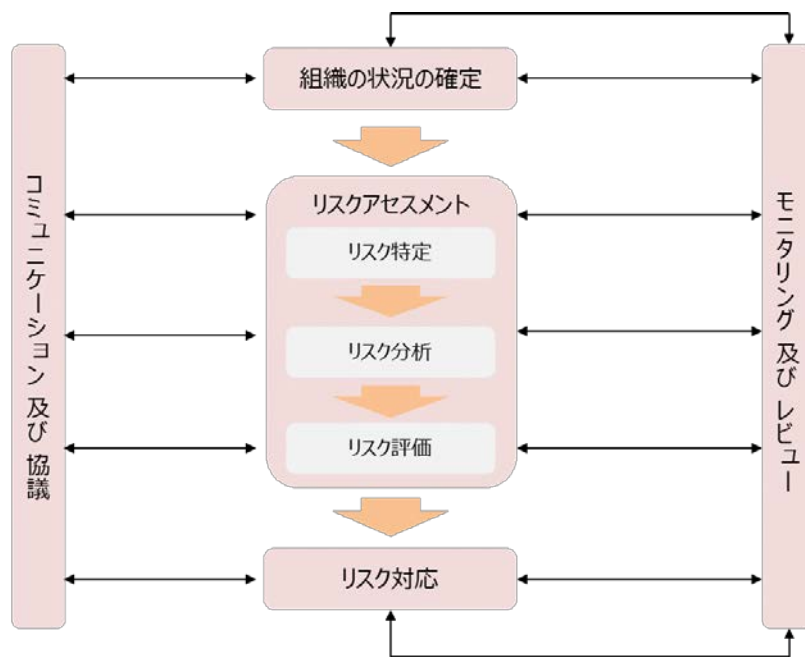 組織の状況の確定
コミュニケーション 及び 協議
リスクアセスメント
リスク特定
リスク分析
リスク評価
モニタリング 及び レビュー
リスク対応